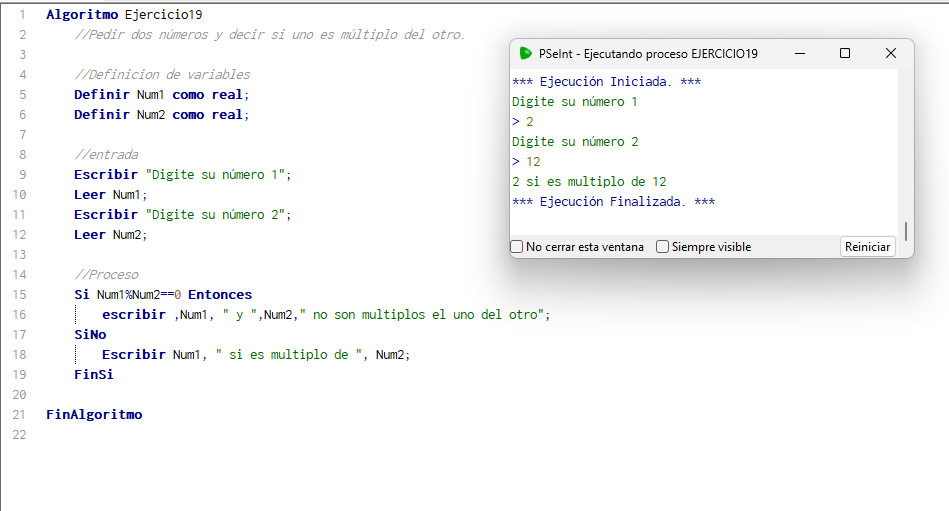 1 Algoritmo Ejercicio19
2 //Pedir dos números y decir si uno es múltiplo del otro.
3
4 //Definicion de variables
5 Definir Num1 como real;
6 Definir Num2 como real;
7
8 //entrada
9 Escribir "Digite su número 1";
10 Leer Num1;
11 Escribir "Digite su número 2";
12 Leer Num2;
13
14 //Proceso
15 Si Num1%Num2==0 Entonces
16 escribir ,Num1, " y ",Num2," no son multiplos el uno del otro";
17 SiNo
18 Escribir Num1, " si es multiplo de ", Num2;
19 FinSi
20
21 FinAlgoritmo
22
PSeInt - Ejecutando proceso EJERCICIO19
*** Ejecución Iniciada. ***
Digite su número 1
> 2
Digite su número 2
> 12
2 si es multiplo de 12
*** Ejecución Finalizada. ***
No cerrar esta ventana Siempre visible Reiniciar